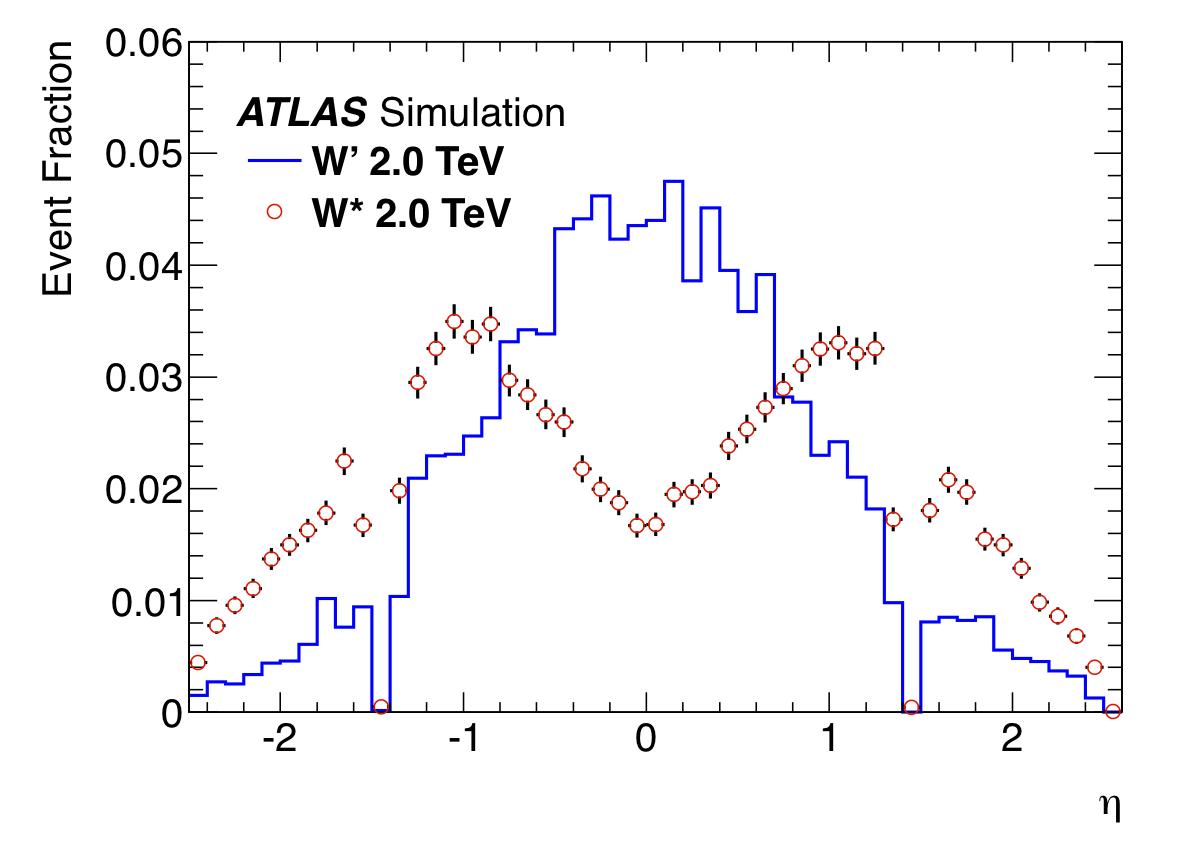 Event Fraction
0.06
0.05
0.04
0.03
0.02
0.01
0
ATLAS Simulation
W’ 2.0 TeV
W* 2.0 TeV
-2 -1 0 1 2
η